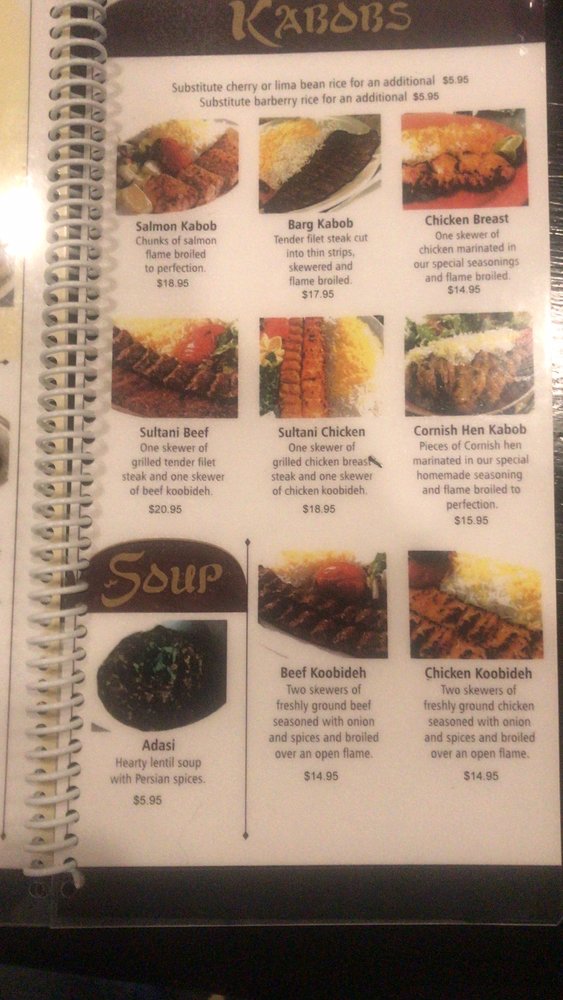 KABOBS
Substitute cherry or lima bean rice for an additional $5.95
Substitute barberry rice for an additional $5.95
Salmon Kabob
Chunks of salmon
flame broiled
to perfection.
$18.95
Barg Kabob
Tender filet steak cut
into thin strips,
skewered and
flame broiled.
$17.95
Chicken Breast
One skewer of
chicken marinated in
our special seasonings
and flame broiled.
$14.95
Sultani Beef
One skewer of
grilled tender filet
steak and one skewer
of beef koobideh.
$20.95
Sultani Chicken
One skewer of
grilled chicken breast
steak and one skewer
of chicken koobideh.
$18.95
Cornish Hen Kabob
Pieces of Cornish hen
marinated in our special
homemade seasoning
and flame broiled to
perfection.
$15.95
SOUP
Adasi
Hearty lentil soup
with Persian spices.
$5.95
Beef Koobideh
Two skewers of
freshly ground beef
seasoned with onion
and spices and broiled
over an open flame.
$14.95
Chicken Koobideh
Two skewers of
freshly ground chicken
seasoned with onion
and spices and broiled
over an open flame.
$14.95